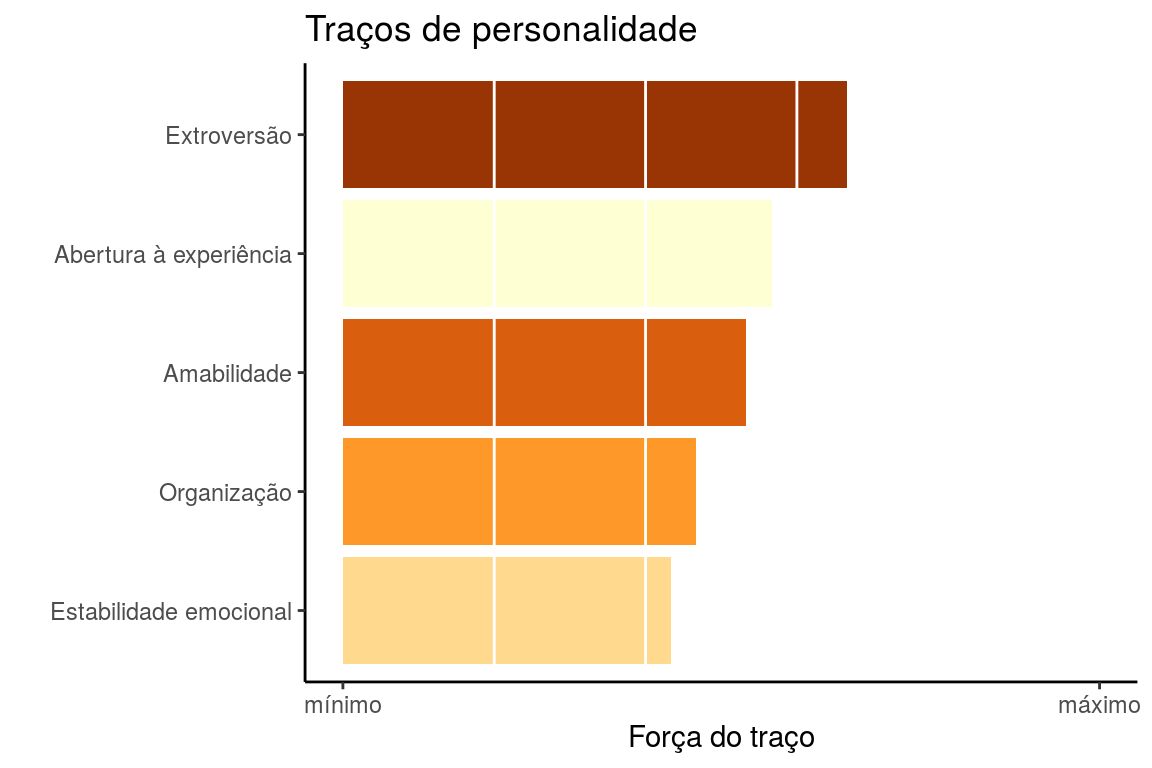 Traços de personalidade
Extroversão
Abertura à experiência
Amabilidade
Organização
Estabilidade emocional
mínimo
máximo
Força do traço